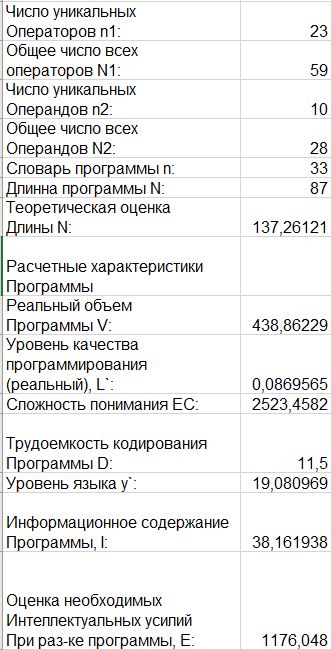 Число уникальных
Операторов n1: 23
Общее число всех
операторов N1: 59
Число уникальных
Операндов n2: 10
Общее число всех
Операндов N2: 28
Словарь программы n: 33
Длинна программы N: 87
Теоретическая оценка
Длины N: 137,26121
Расчетные характеристики
Программы
Реальный объем
Программы V: 438,86229
Уровень качества
программирования
(реальный), L`: 0,0869565
Сложность понимания EC: 2523,4582
Трудоемкость кодирования
Программы D: 11,5
Уровень языка y`: 19,080969
Информационное содержание
Программы, I: 38,161938
Оценка необходимых
Интеллектуальных усилий
При раз-ке программы, E: 1176,048